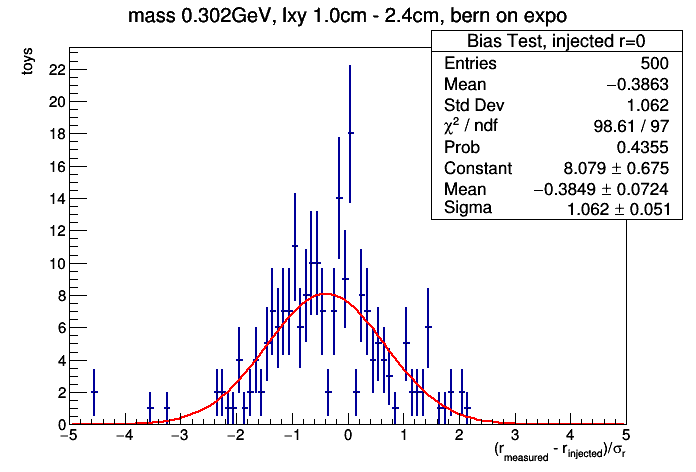 mass 0.302GeV, lxy 1.0cm - 2.4cm, bern on expo
toys
Bias Test, injected r=0
Entries 500
Mean −0.3863
Std Dev 1.062
χ² / ndf 98.61 / 97
Prob 0.4355
Constant 8.079 ± 0.675
Mean −0.3849 ± 0.0724
Sigma 1.062 ± 0.051
22
20
18
16
14
12
10
8
6
4
2
0
−5 −4 −3 −2 −1 0 1 2 3 4 5
(r_measured - r_injected)/σ_r